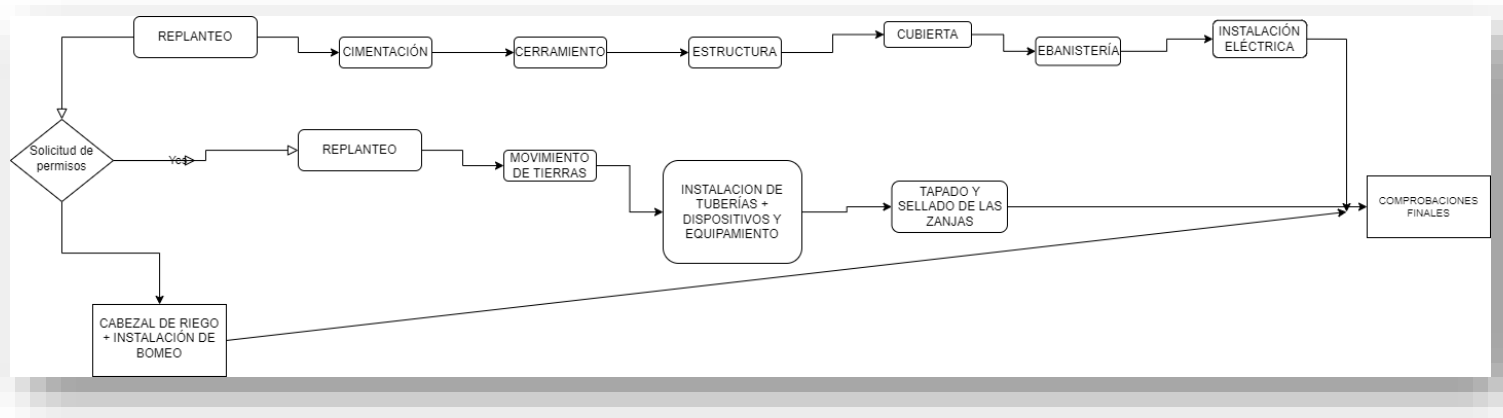 REPLANTEO
CIMENTACIÓN
CERRAMIENTO
ESTRUCTURA
CUBIERTA
EBANISTERÍA
INSTALACIÓN
ELÉCTRICA
Solicitud de
permisos
Yes
REPLANTEO
MOVIMIENTO
DE TIERRAS
INSTALACION DE
TUBERÍAS +
DISPOSITIVOS Y
EQUIPAMIENTO
TAPADO Y
SELLADO DE LAS
ZANJAS
COMPROBACIONES
FINALES
CABEZAL DE RIEGO
+ INSTALACIÓN DE
BOMEO